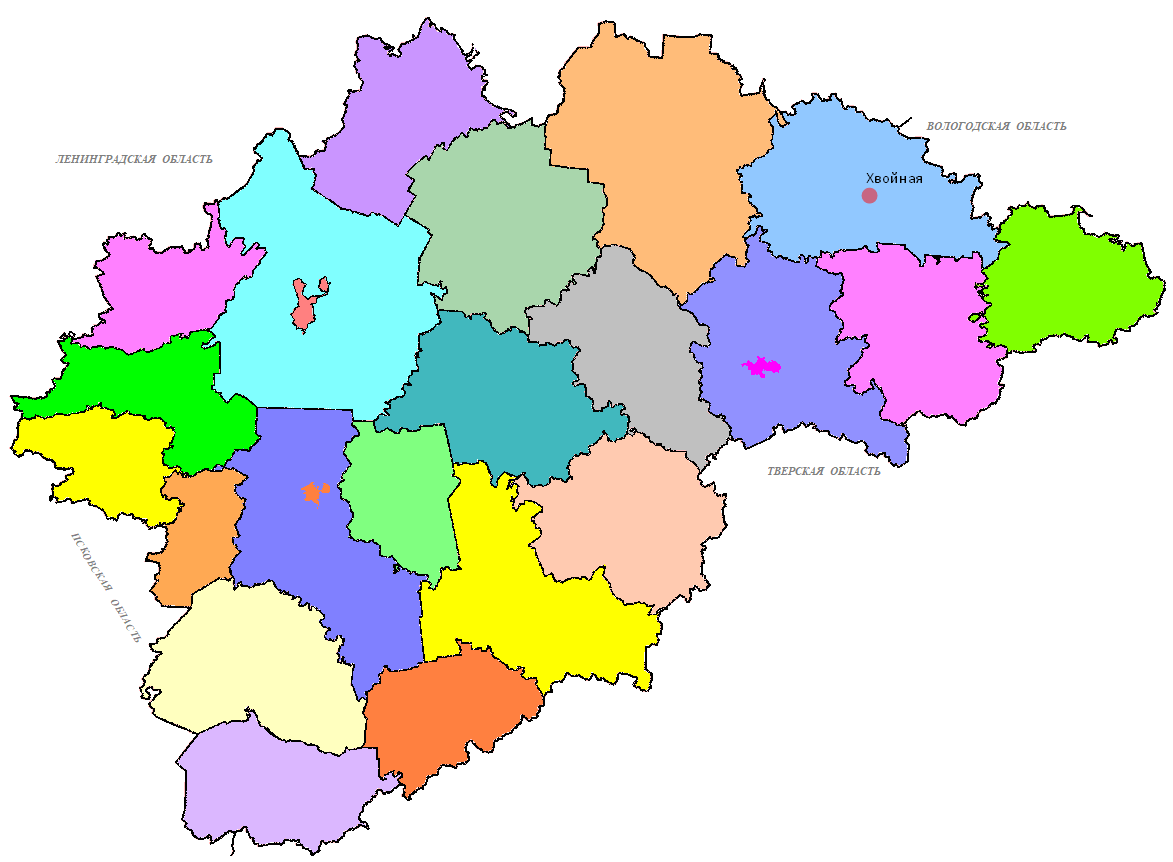 ВОЛОГОДСКАЯ ОБЛАСТЬ
ЛЕНИНГРАДСКАЯ ОБЛАСТЬ
Хвойная
ТВЕРСКАЯ ОБЛАСТЬ
ПСКОВСКАЯ ОБЛАСТЬ